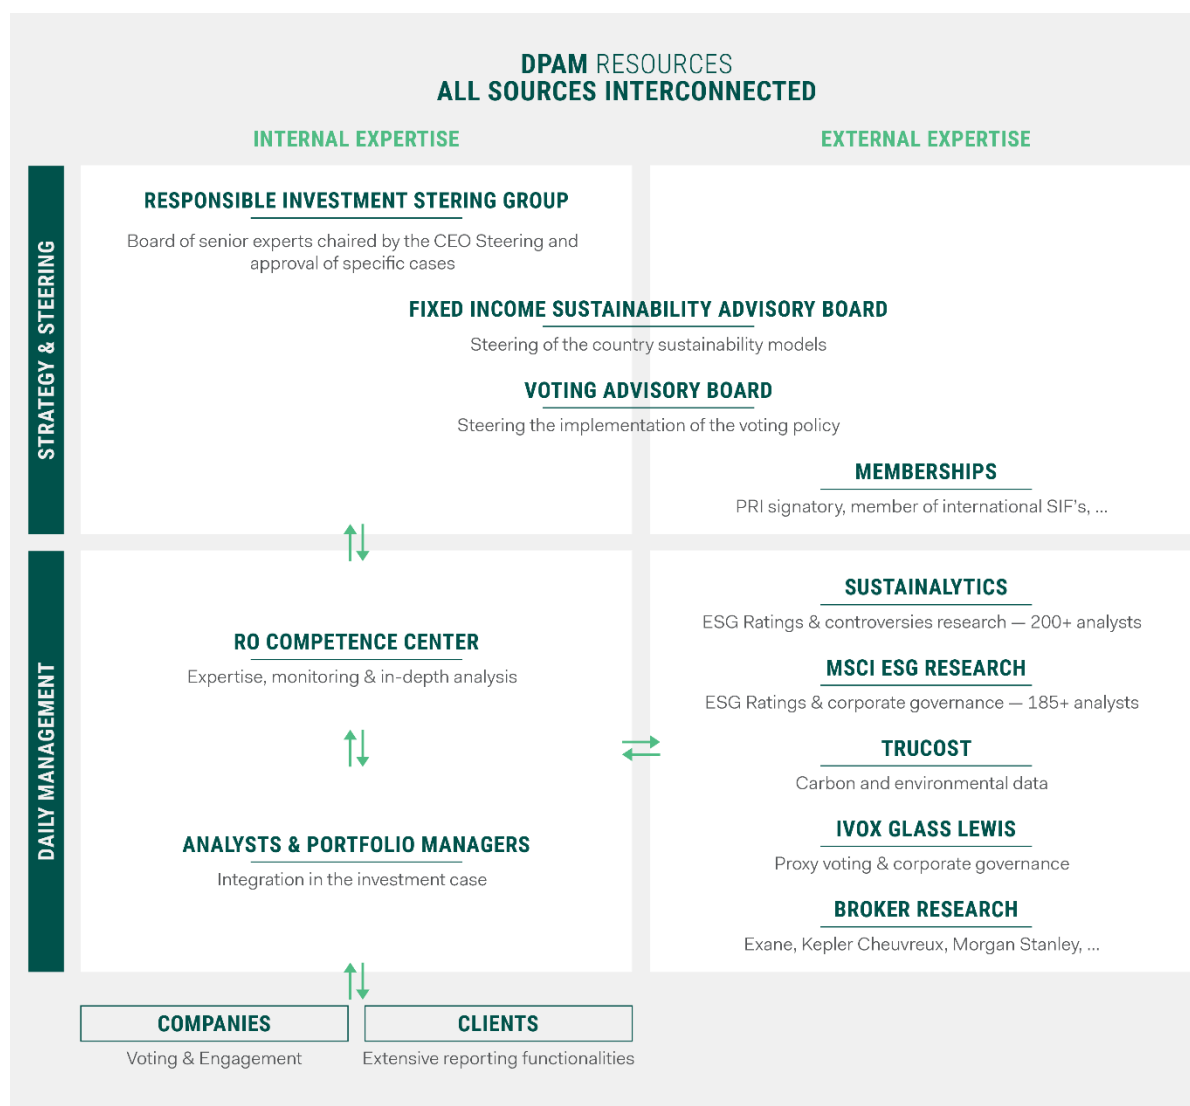 DPAM RESOURCES
ALL SOURCES INTERCONNECTED
INTERNAL EXPERTISE
EXTERNAL EXPERTISE
STRATEGY & STEERING
RESPONSIBLE INVESTMENT STERING GROUP
Board of senior experts chaired by the CEO Steering and
approval of specific cases
FIXED INCOME SUSTAINABILITY ADVISORY BOARD
Steering of the country sustainability models
VOTING ADVISORY BOARD
Steering the implementation of the voting policy
MEMBERSHIPS
PRI signatory, member of international SIF's, ...
DAILY MANAGEMENT
RO COMPETENCE CENTER
Expertise, monitoring & in-depth analysis
ANALYSTS & PORTFOLIO MANAGERS
Integration in the investment case
SUSTAINALYTICS
ESG Ratings & controversies research — 200+ analysts
MSCI ESG RESEARCH
ESG Ratings & corporate governance — 185+ analysts
TRUCOST
Carbon and environmental data
IVOX GLASS LEWIS
Proxy voting & corporate governance
BROKER RESEARCH
Exane, Kepler Cheuvreux, Morgan Stanley, ...
COMPANIES
Voting & Engagement
CLIENTS
Extensive reporting functionalities